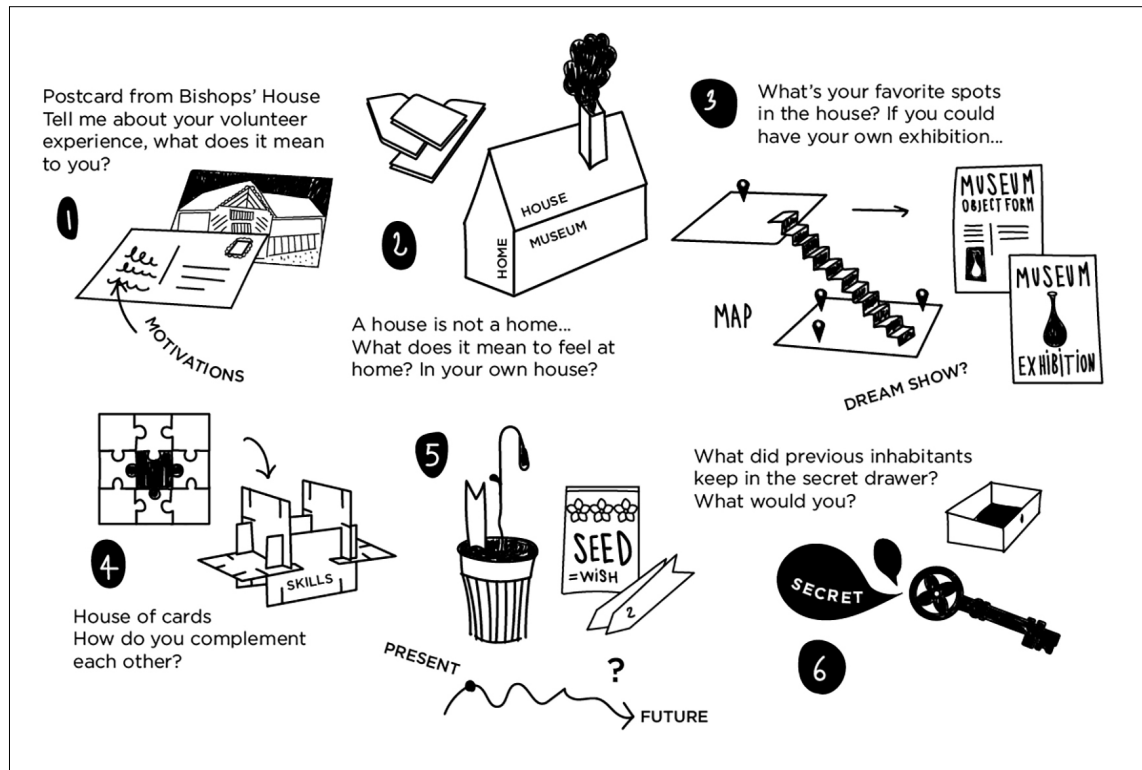 1
Postcard from Bishops’ House
Tell me about your volunteer
experience, what does it mean
to you?
MOTIVATIONS
2
HOUSE
HOME
MUSEUM
A house is not a home...
What does it mean to feel at
home? In your own house?
3
What’s your favorite spots
in the house? If you could
have your own exhibition...
MAP
MUSEUM
OBJECT FORM
MUSEUM
EXHIBITION
DREAM SHOW?
4
SKILLS
House of cards
How do you complement
each other?
5
SEED
=WISH
2
PRESENT
?
FUTURE
What did previous inhabitants
keep in the secret drawer?
What would you?
SECRET
6